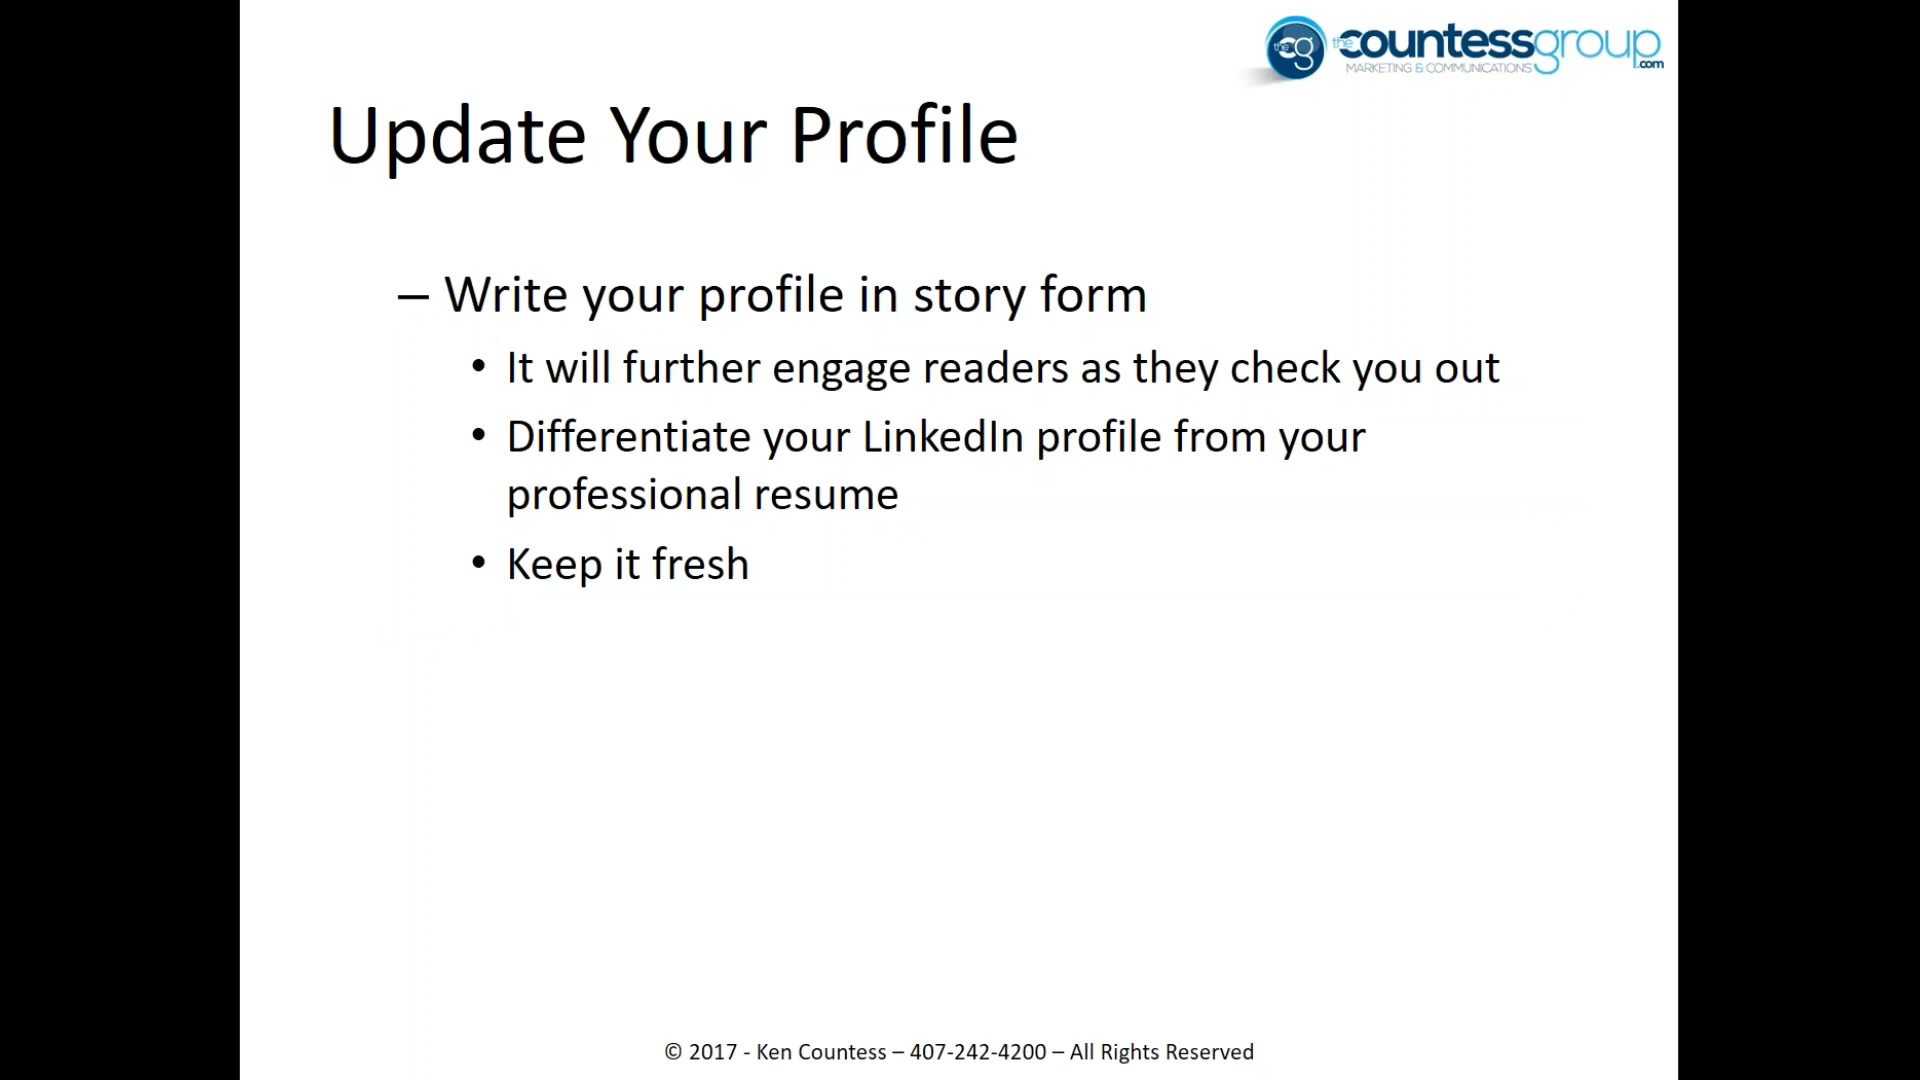 the cg the countessgroup.com
MARKETING & COMMUNICATIONS
Update Your Profile
– Write your profile in story form
• It will further engage readers as they check you out
• Differentiate your LinkedIn profile from your
professional resume
• Keep it fresh
© 2017 - Ken Countess – 407-242-4200 – All Rights Reserved